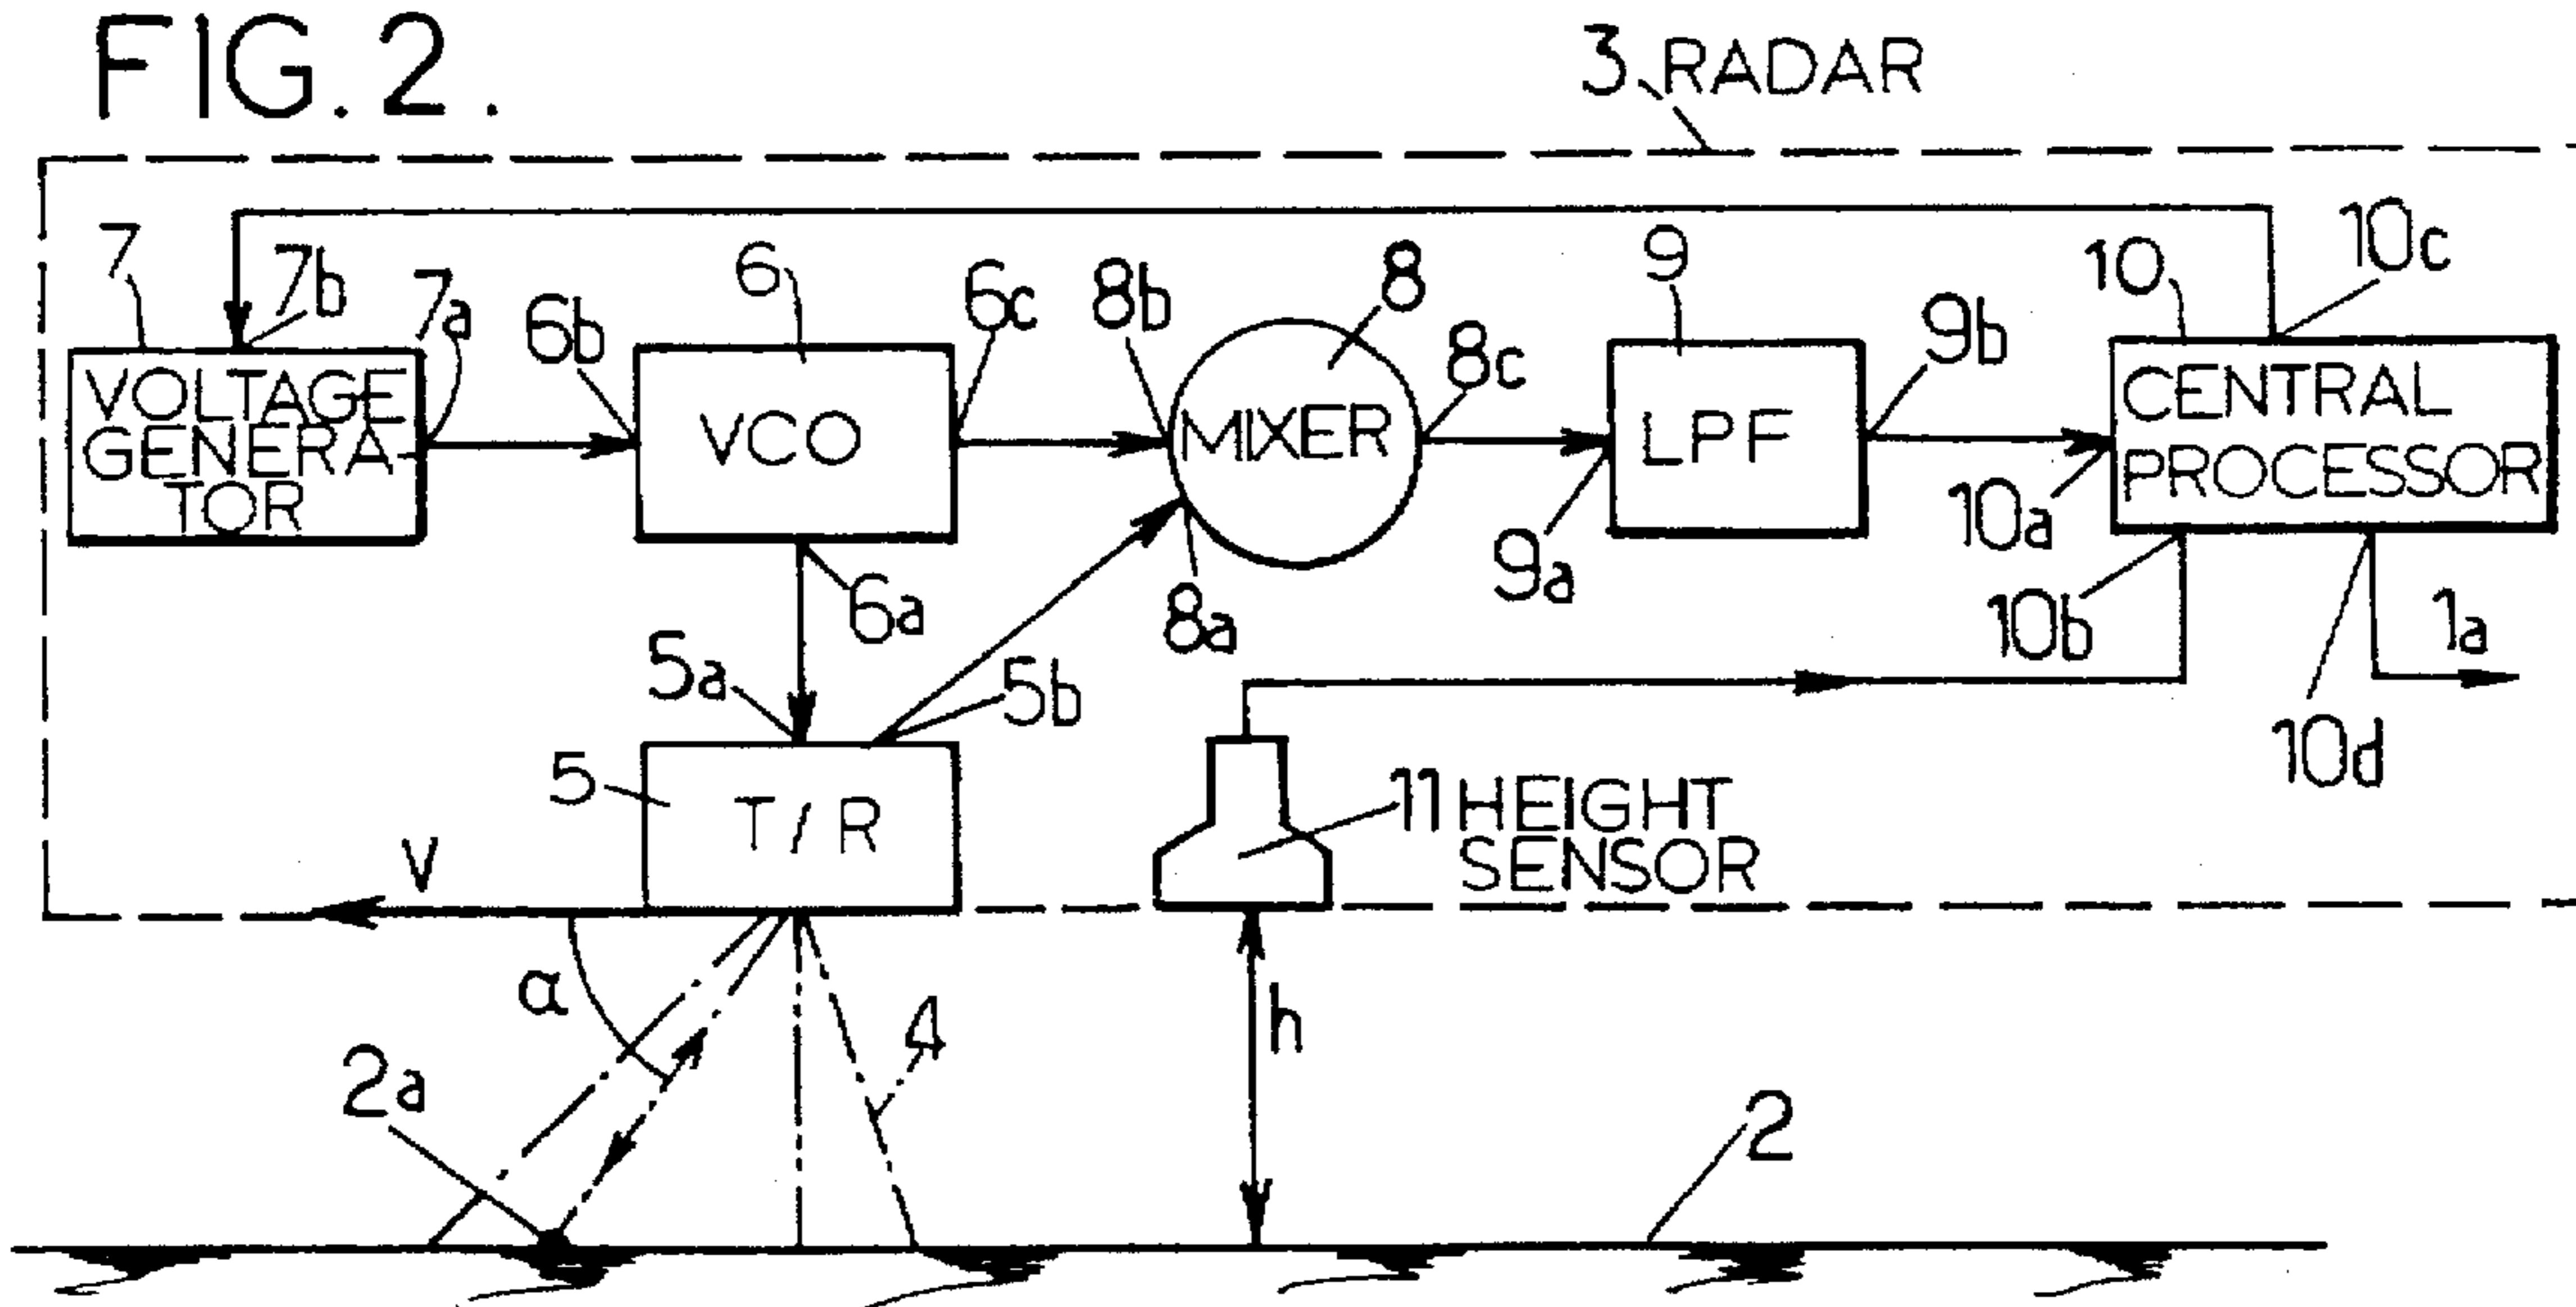 FIG. 2.
3 RADAR
7
7b
7a
6b
6
6c
8b
8
8c
9
9b
10
10c
VOLTAGE
GENERA-
TOR
VCO
MIXER
LPF
CENTRAL
PROCESSOR
10a
9a
6a
8a
10b
1a
5a
5b
10d
5
T/R
11 HEIGHT
SENSOR
V
α
4
h
2a
2